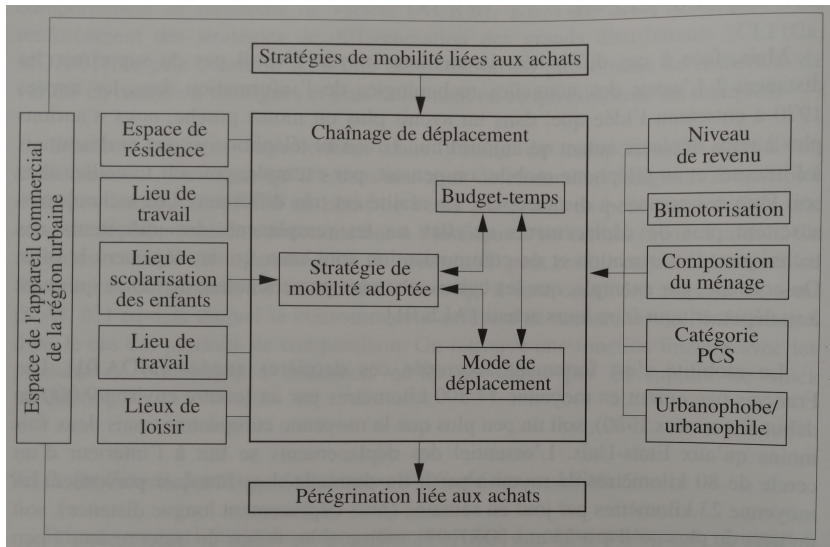 Stratégies de mobilité liées aux achats
Espace de l'appareil commercial
de la région urbaine
Espace de
résidence
Lieu de
travail
Lieu de
scolarisation
des enfants
Lieu de
travail
Lieux de
loisir
Chaînage de déplacement
Budget-temps
Stratégie de
mobilité adoptée
Mode de
déplacement
Niveau
de revenu
Bimotorisation
Composition
du ménage
Catégorie
PCS
Urbanophobe/
urbanophile
Pérégrination liée aux achats